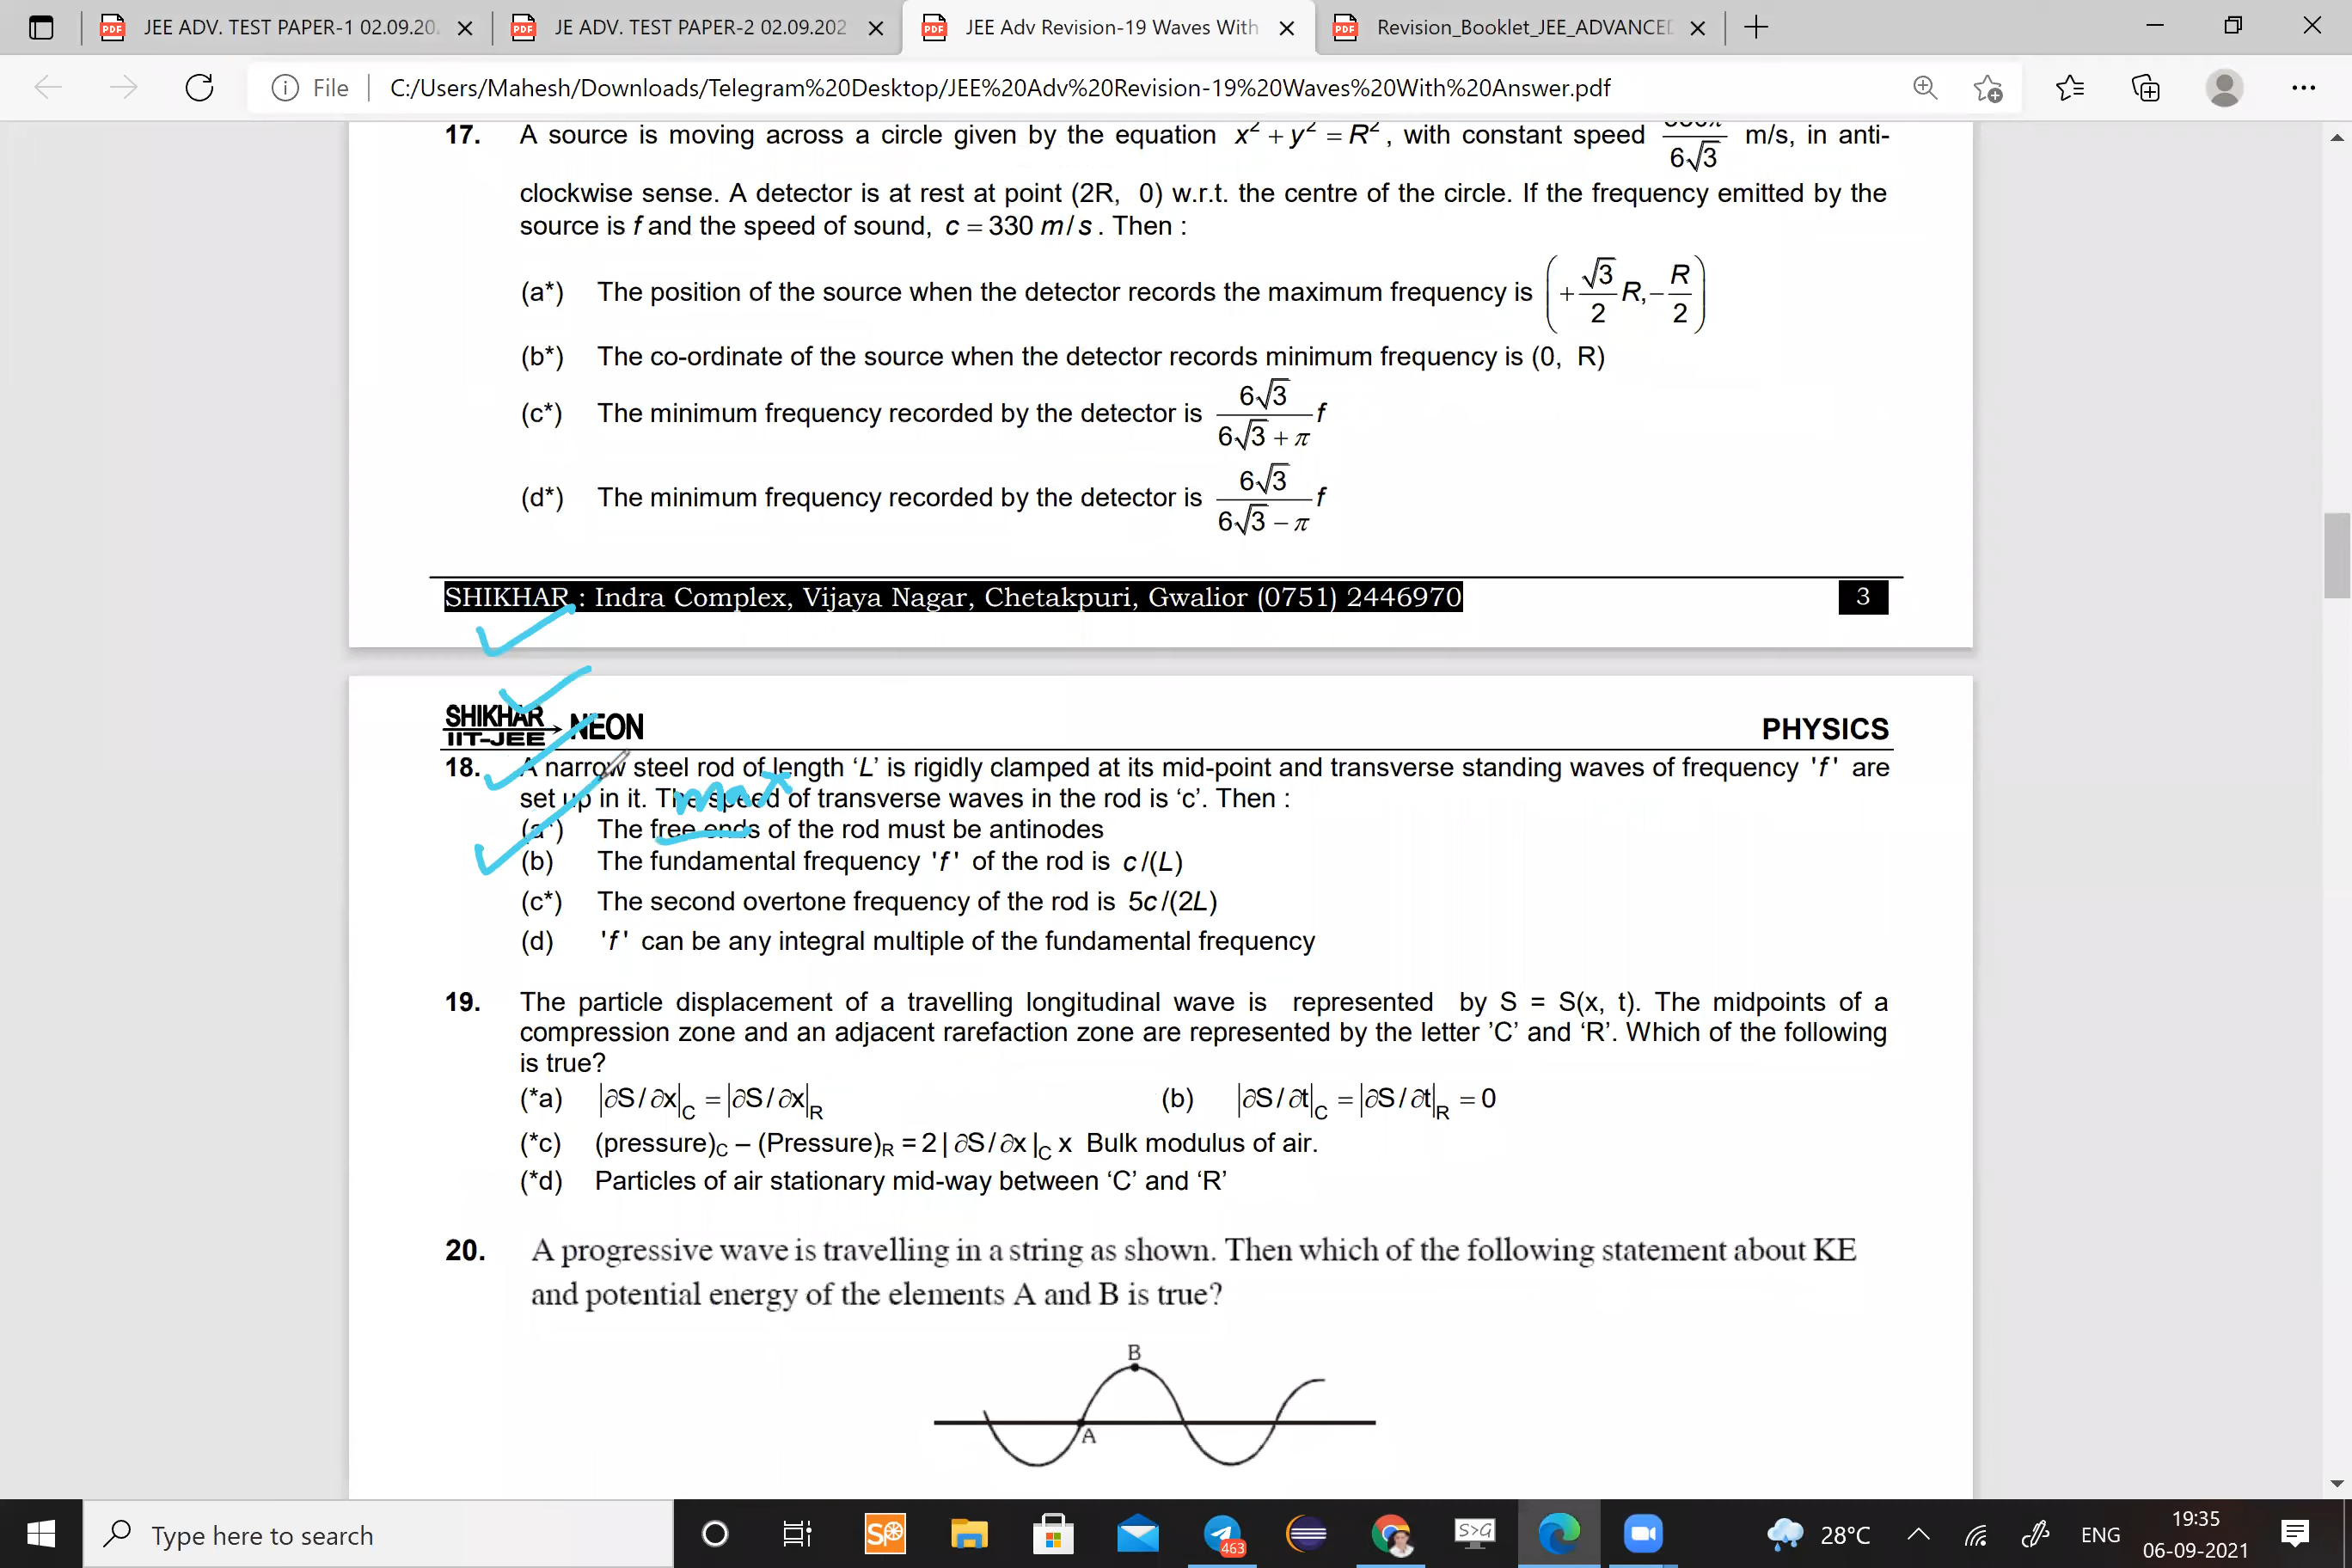 JEE ADV. TEST PAPER-1 02.09.20
JE ADV. TEST PAPER-2 02.09.202
JEE Adv Revision-19 Waves With
Revision_Booklet_JEE_ADVANCED
File
C:/Users/Mahesh/Downloads/Telegram%20Desktop/JEE%20Adv%20Revision-19%20Waves%20With%20Answer.pdf
17. A source is moving across a circle given by the equation x² + y² = R², with constant speed /6√3 m/s, in anti-
clockwise sense. A detector is at rest at point (2R, 0) w.r.t. the centre of the circle. If the frequency emitted by the
source is f and the speed of sound, c = 330 m/s. Then :
(a*) The position of the source when the detector records the maximum frequency is (+√3/2 R, −R/2)
(b*) The co-ordinate of the source when the detector records minimum frequency is (0, R)
(c*) The minimum frequency recorded by the detector is 6√3/(6√3 + π) f
(d*) The minimum frequency recorded by the detector is 6√3/(6√3 − π) f
SHIKHAR : Indra Complex, Vijaya Nagar, Chetakpuri, Gwalior (0751) 2446970
3
SHIKHAR
IIT-JEE → NEON
PHYSICS
18. A narrow steel rod of length ‘L’ is rigidly clamped at its mid-point and transverse standing waves of frequency 'f' are
set up in it. The speed of transverse waves in the rod is ‘c’. Then :
max
(a*) The free ends of the rod must be antinodes
(b) The fundamental frequency 'f' of the rod is c/(L)
(c*) The second overtone frequency of the rod is 5c/(2L)
(d) 'f' can be any integral multiple of the fundamental frequency
19. The particle displacement of a travelling longitudinal wave is represented by S = S(x, t). The midpoints of a
compression zone and an adjacent rarefaction zone are represented by the letter ’C’ and ‘R’. Which of the following
is true?
(*a) |∂S/∂x|C = |∂S/∂x|R (b) |∂S/∂t|C = |∂S/∂t|R = 0
(*c) (pressure)C – (Pressure)R = 2|∂S/∂x|C x Bulk modulus of air.
(*d) Particles of air stationary mid-way between ‘C’ and ‘R’
20. A progressive wave is travelling in a string as shown. Then which of the following statement about KE
and potential energy of the elements A and B is true?
B
A
Type here to search
SP
463
S>G
28°C
ENG
19:35
06-09-2021